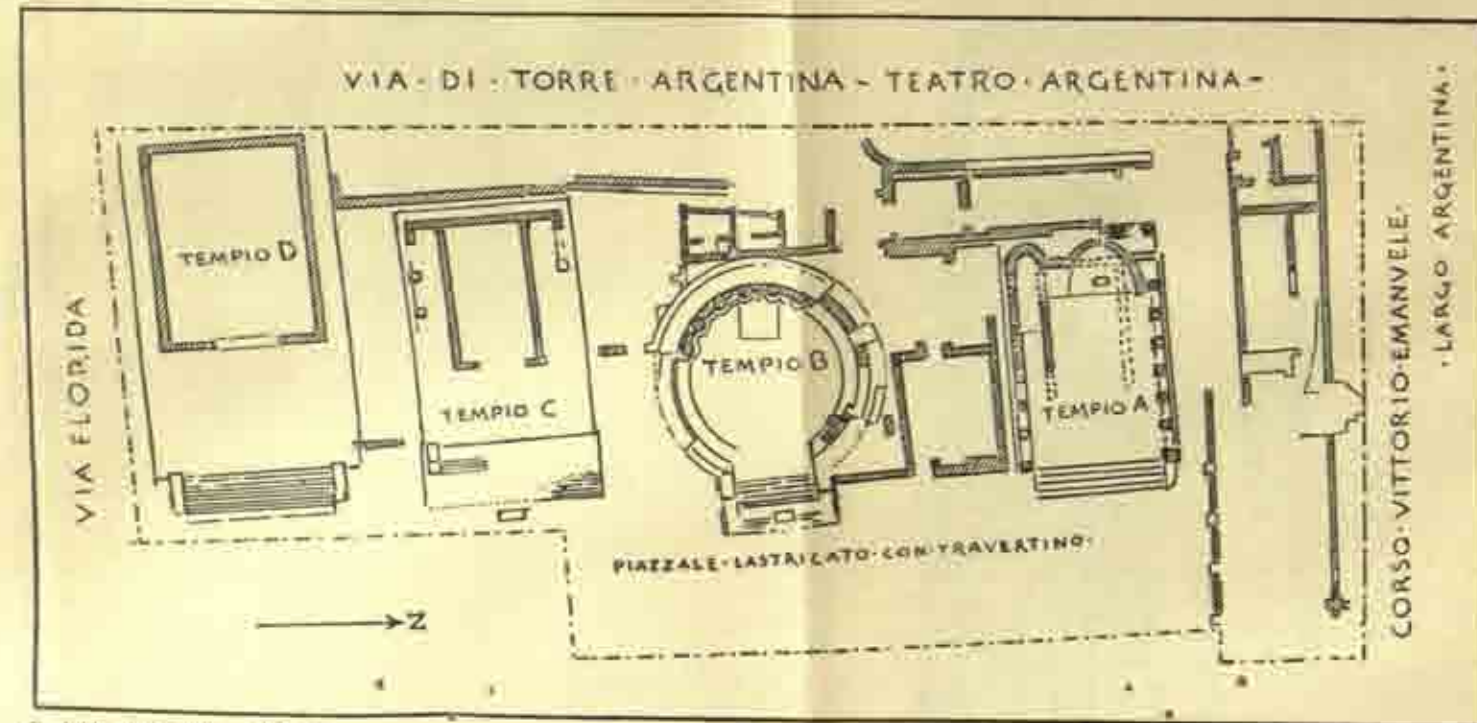 VIA·DI·TORRE·ARGENTINA-TEATRO·ARGENTINA-
·LARGO ARGENTINA·
CORSO·VITTORIO·EMANVELE·
VIA FLORIDA
TEMPIO D
TEMPIO C
TEMPIO B
TEMPIO A
PIAZZALE·LASTRICATO·CON·TRAVERTINO·
N